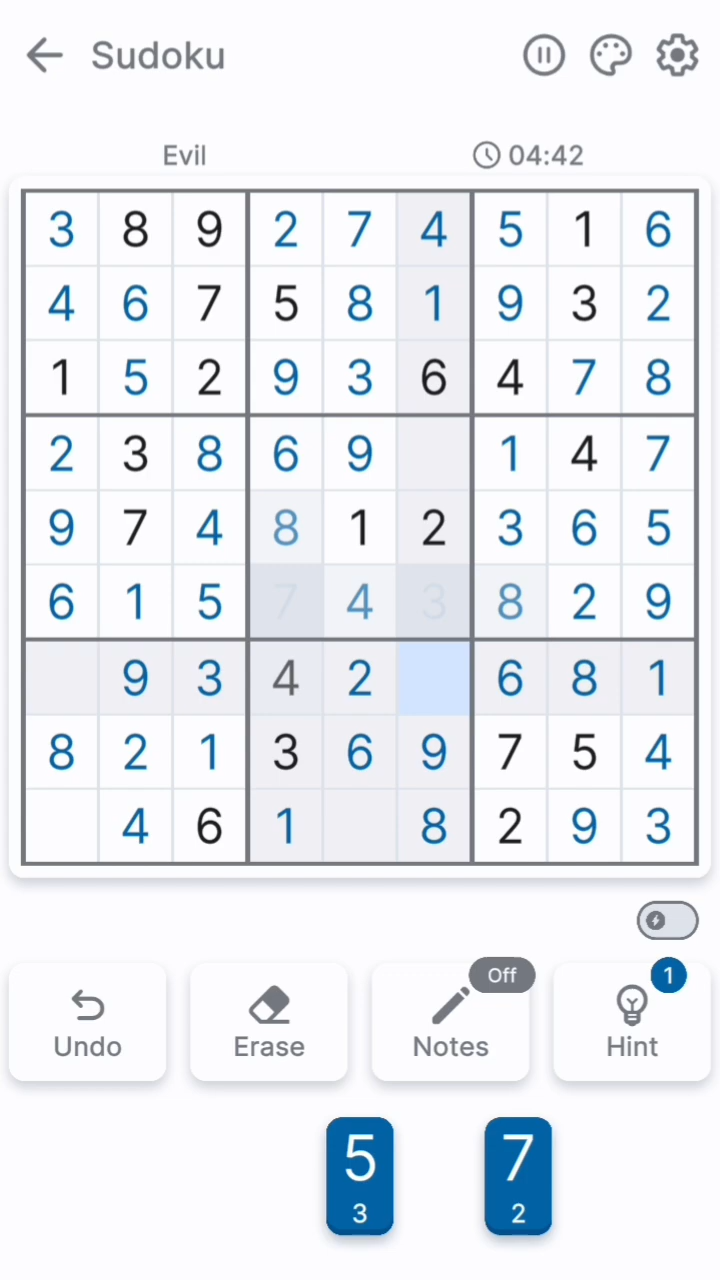 Sudoku
Evil 04:42
3 8 9 2 7 4 5 1 6
4 6 7 5 8 1 9 3 2
1 5 2 9 3 6 4 7 8
2 3 8 6 9 1 4 7
9 7 4 8 1 2 3 6 5
6 1 5 7 4 3 8 2 9
9 3 4 2 6 8 1
8 2 1 3 6 9 7 5 4
4 6 1 8 2 9 3
Off 1
Undo Erase Notes Hint
5 7
3 2